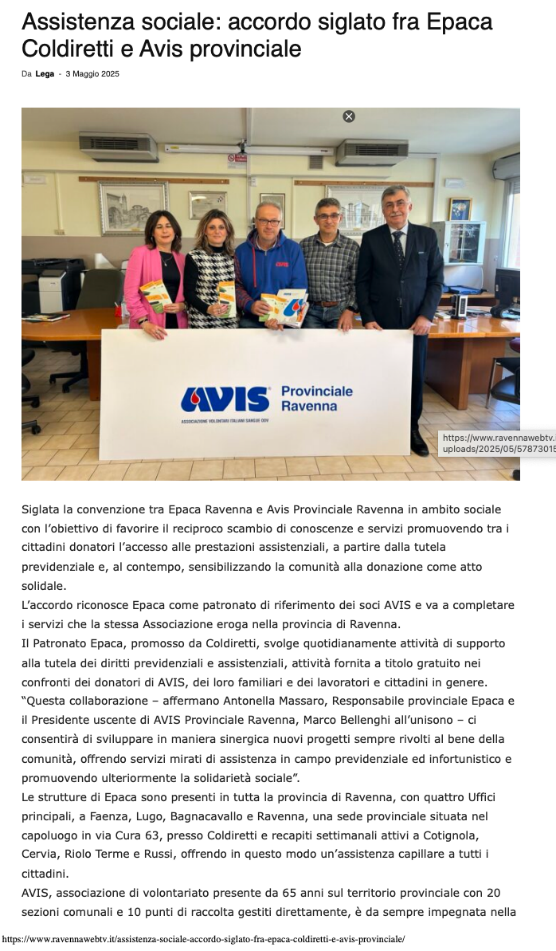 Assistenza sociale: accordo siglato fra Epaca
Coldiretti e Avis provinciale
Da Lega - 3 Maggio 2025
AVIS Provinciale
Ravenna
ASSOCIAZIONE VOLONTARI ITALIANI SANGUE ODV
https://www.ravennawebtv.
uploads/2025/05/5787301
Siglata la convenzione tra Epaca Ravenna e Avis Provinciale Ravenna in ambito sociale
con l’obiettivo di favorire il reciproco scambio di conoscenze e servizi promuovendo tra i
cittadini donatori l’accesso alle prestazioni assistenziali, a partire dalla tutela
previdenziale e, al contempo, sensibilizzando la comunità alla donazione come atto
solidale.
L’accordo riconosce Epaca come patronato di riferimento dei soci AVIS e va a completare
i servizi che la stessa Associazione eroga nella provincia di Ravenna.
Il Patronato Epaca, promosso da Coldiretti, svolge quotidianamente attività di supporto
alla tutela dei diritti previdenziali e assistenziali, attività fornita a titolo gratuito nei
confronti dei donatori di AVIS, dei loro familiari e dei lavoratori e cittadini in genere.
“Questa collaborazione – affermano Antonella Massaro, Responsabile provinciale Epaca e
il Presidente uscente di AVIS Provinciale Ravenna, Marco Bellenghi all’unisono – ci
consentirà di sviluppare in maniera sinergica nuovi progetti sempre rivolti al bene della
comunità, offrendo servizi mirati di assistenza in campo previdenziale ed infortunistico e
promuovendo ulteriormente la solidarietà sociale”.
Le strutture di Epaca sono presenti in tutta la provincia di Ravenna, con quattro Uffici
principali, a Faenza, Lugo, Bagnacavallo e Ravenna, una sede provinciale situata nel
capoluogo in via Cura 63, presso Coldiretti e recapiti settimanali attivi a Cotignola,
Cervia, Riolo Terme e Russi, offrendo in questo modo un’assistenza capillare a tutti i
cittadini.
AVIS, associazione di volontariato presente da 65 anni sul territorio provinciale con 20
sezioni comunali e 10 punti di raccolta gestiti direttamente, è da sempre impegnata nella
https://www.ravennawebtv.it/assistenza-sociale-accordo-siglato-fra-epaca-coldiretti-e-avis-provinciale/